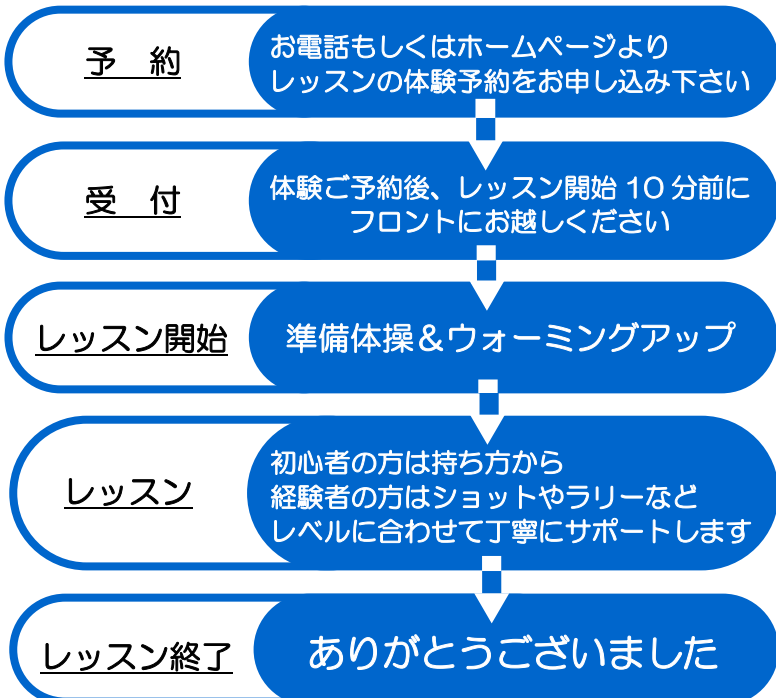 予　約
お電話もしくはホームページより
レッスンの体験予約をお申し込み下さい
受　付
体験ご予約後、レッスン開始 10 分前に
フロントにお越しください
レッスン開始
準備体操＆ウォーミングアップ
レッスン
初心者の方は持ち方から
経験者の方はショットやラリーなど
レベルに合わせて丁寧にサポートします
レッスン終了
ありがとうございました